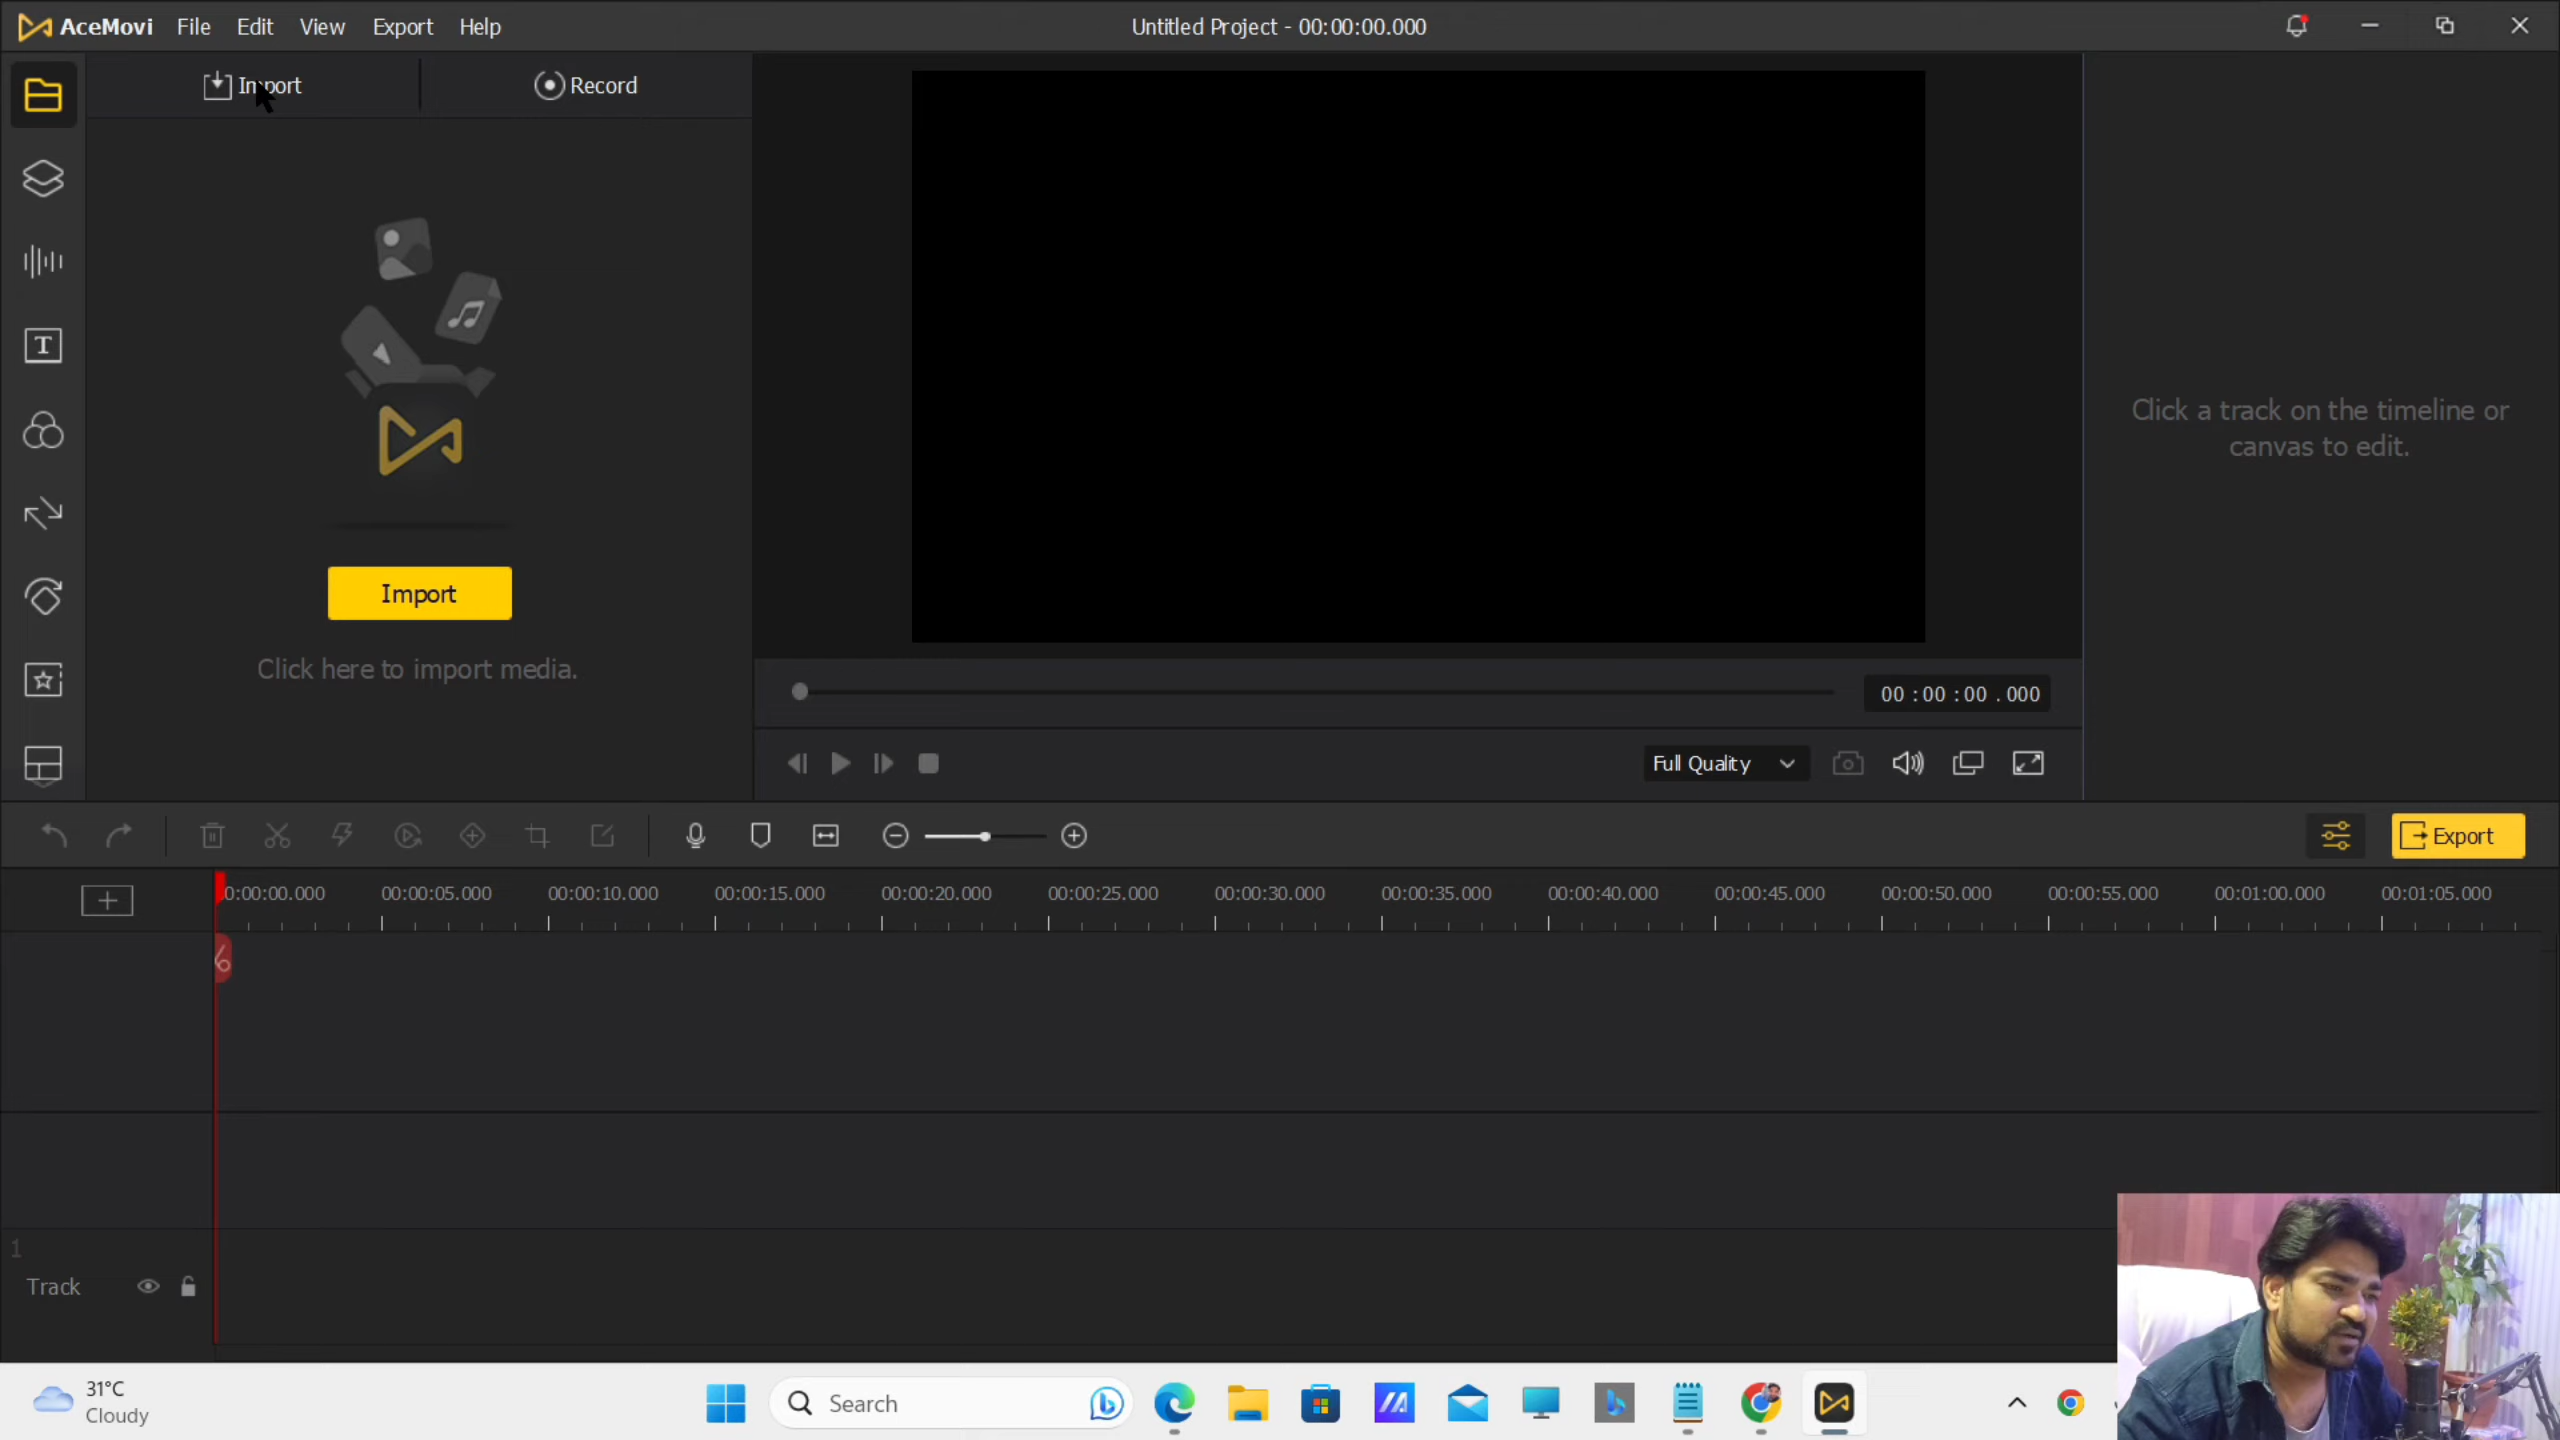 AceMovi File Edit View Export Help
Untitled Project - 00:00:00.000
Import
Record
Import
Click here to import media.
Click a track on the timeline or
canvas to edit.
00 :00 :00 .000
Full Quality
Export
0:00:00.000 00:00:05.000 00:00:10.000 00:00:15.000 00:00:20.000 00:00:25.000 00:00:30.000 00:00:35.000 00:00:40.000 00:00:45.000 00:00:50.000 00:00:55.000 00:01:00.000 00:01:05.000
1
Track
31°C
Cloudy
Search